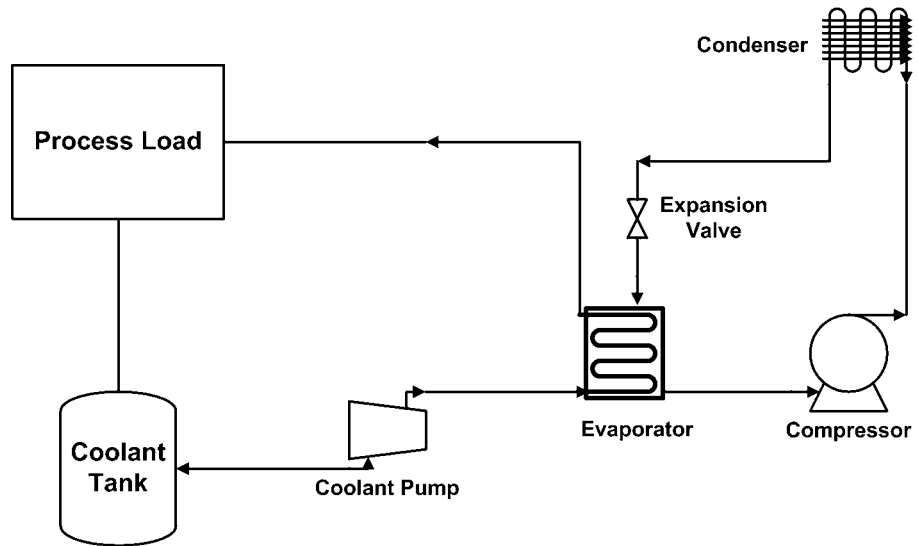 Condenser
Process Load
Expansion
Valve
Evaporator
Compressor
Coolant
Tank
Coolant Pump